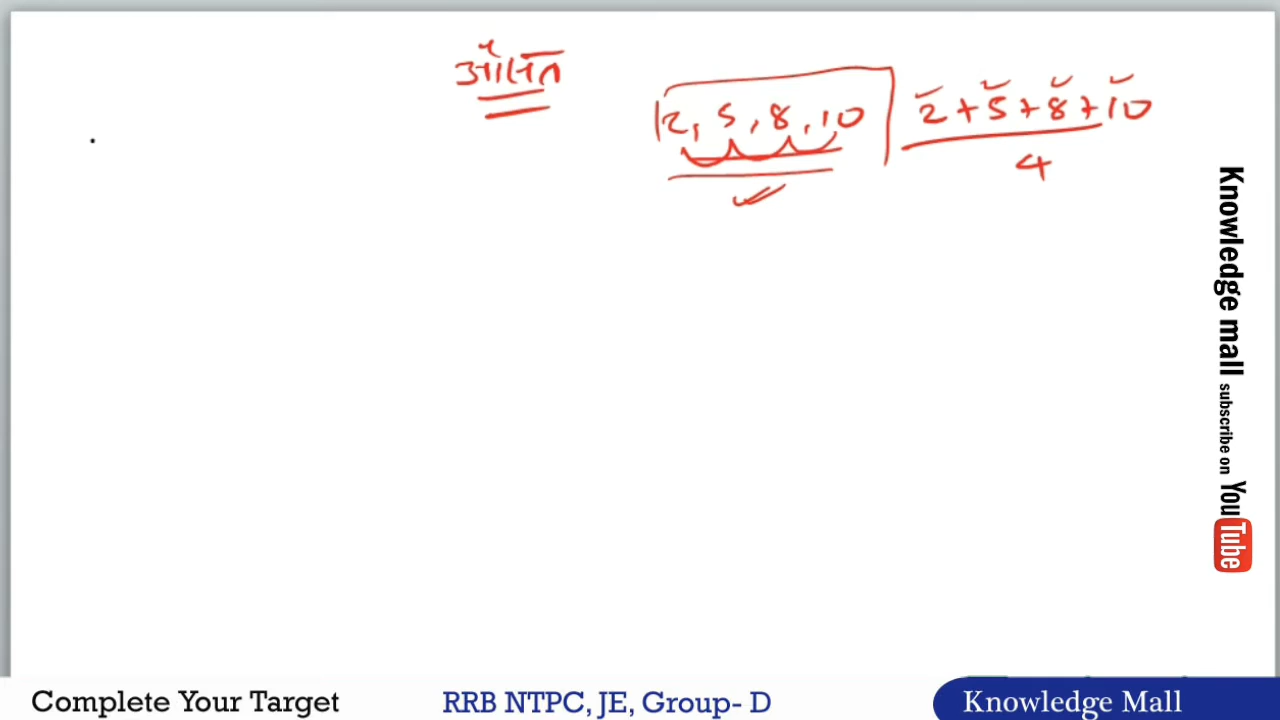 औसत
2, 5, 8, 10
2+5+8+10
4
Knowledge mall subscribe on YouTube
Complete Your Target
RRB NTPC, JE, Group- D
Knowledge Mall